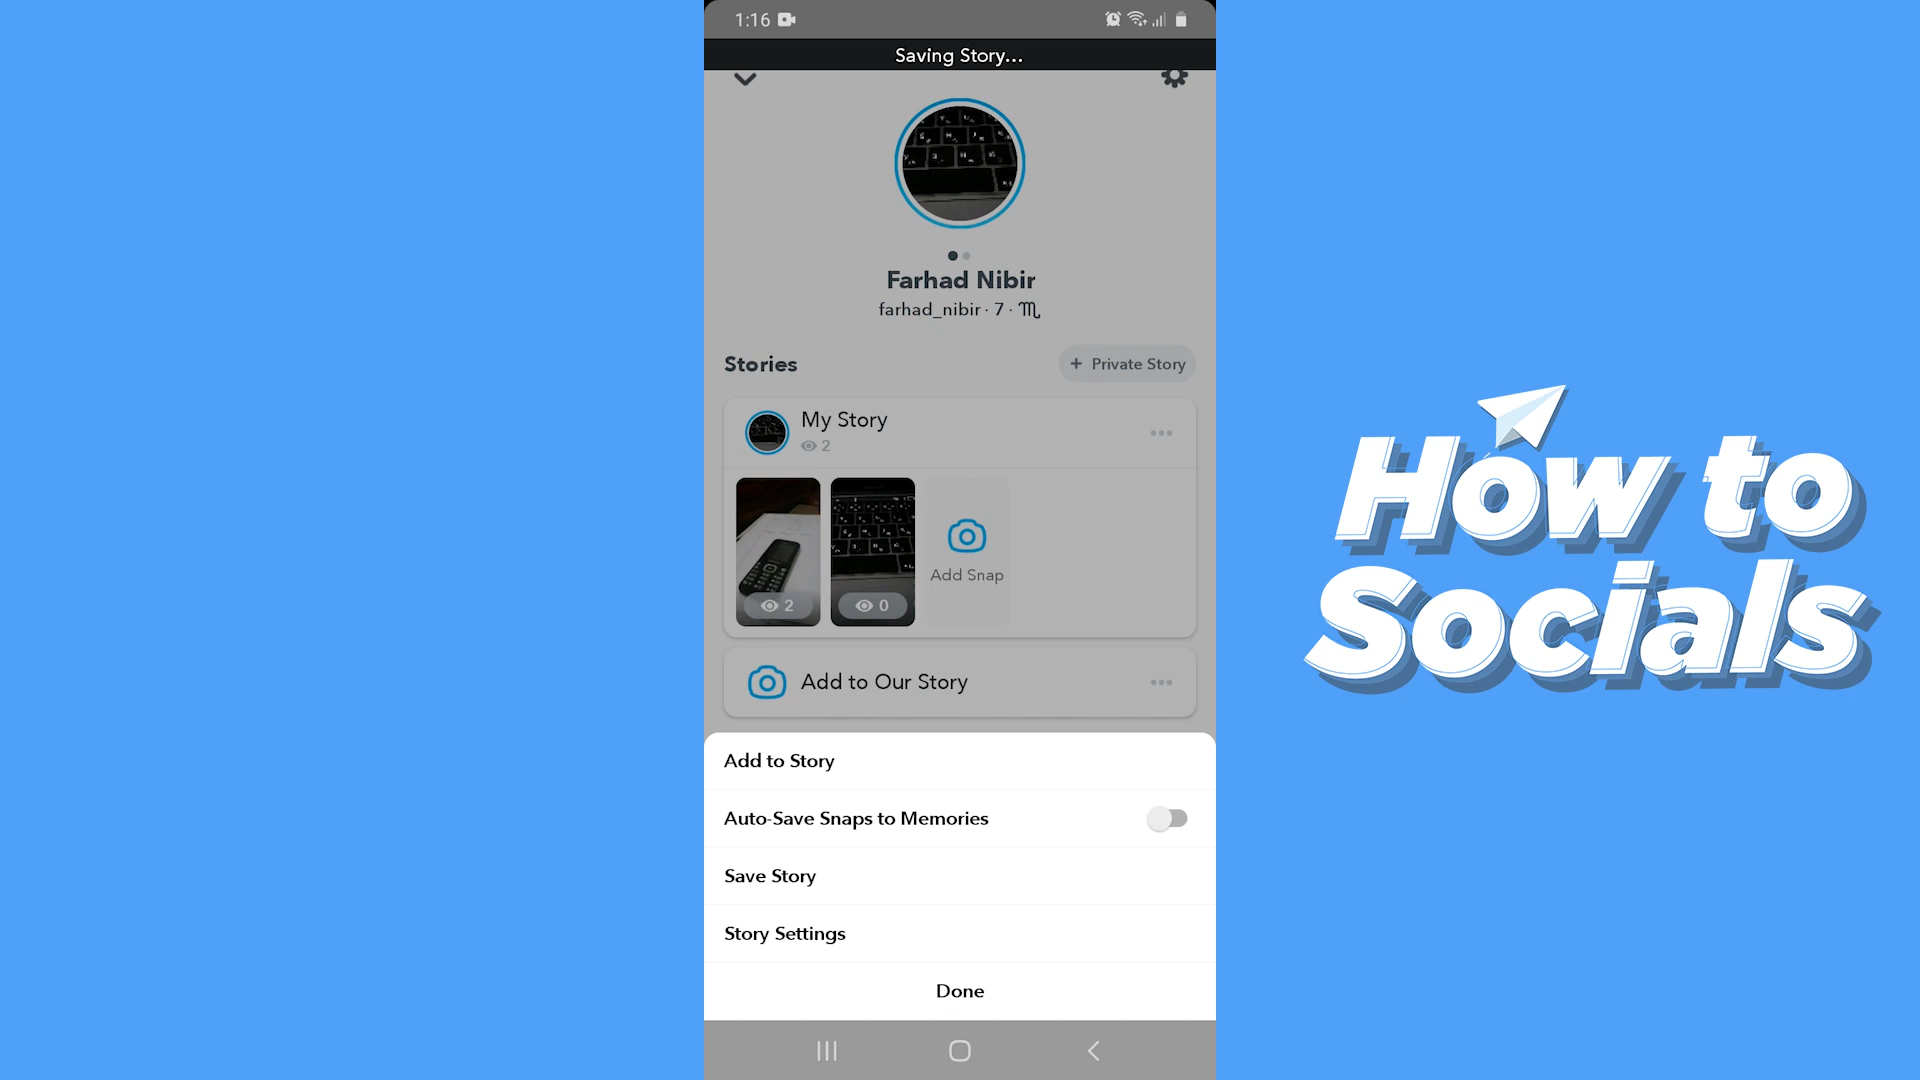 1:16
Saving Story...
Farhad Nibir
farhad_nibir · 7 · ♏
Stories
+ Private Story
My Story
2
2
0
Add Snap
Add to Our Story
Add to Story
Auto-Save Snaps to Memories
Save Story
Story Settings
Done
How to
Socials